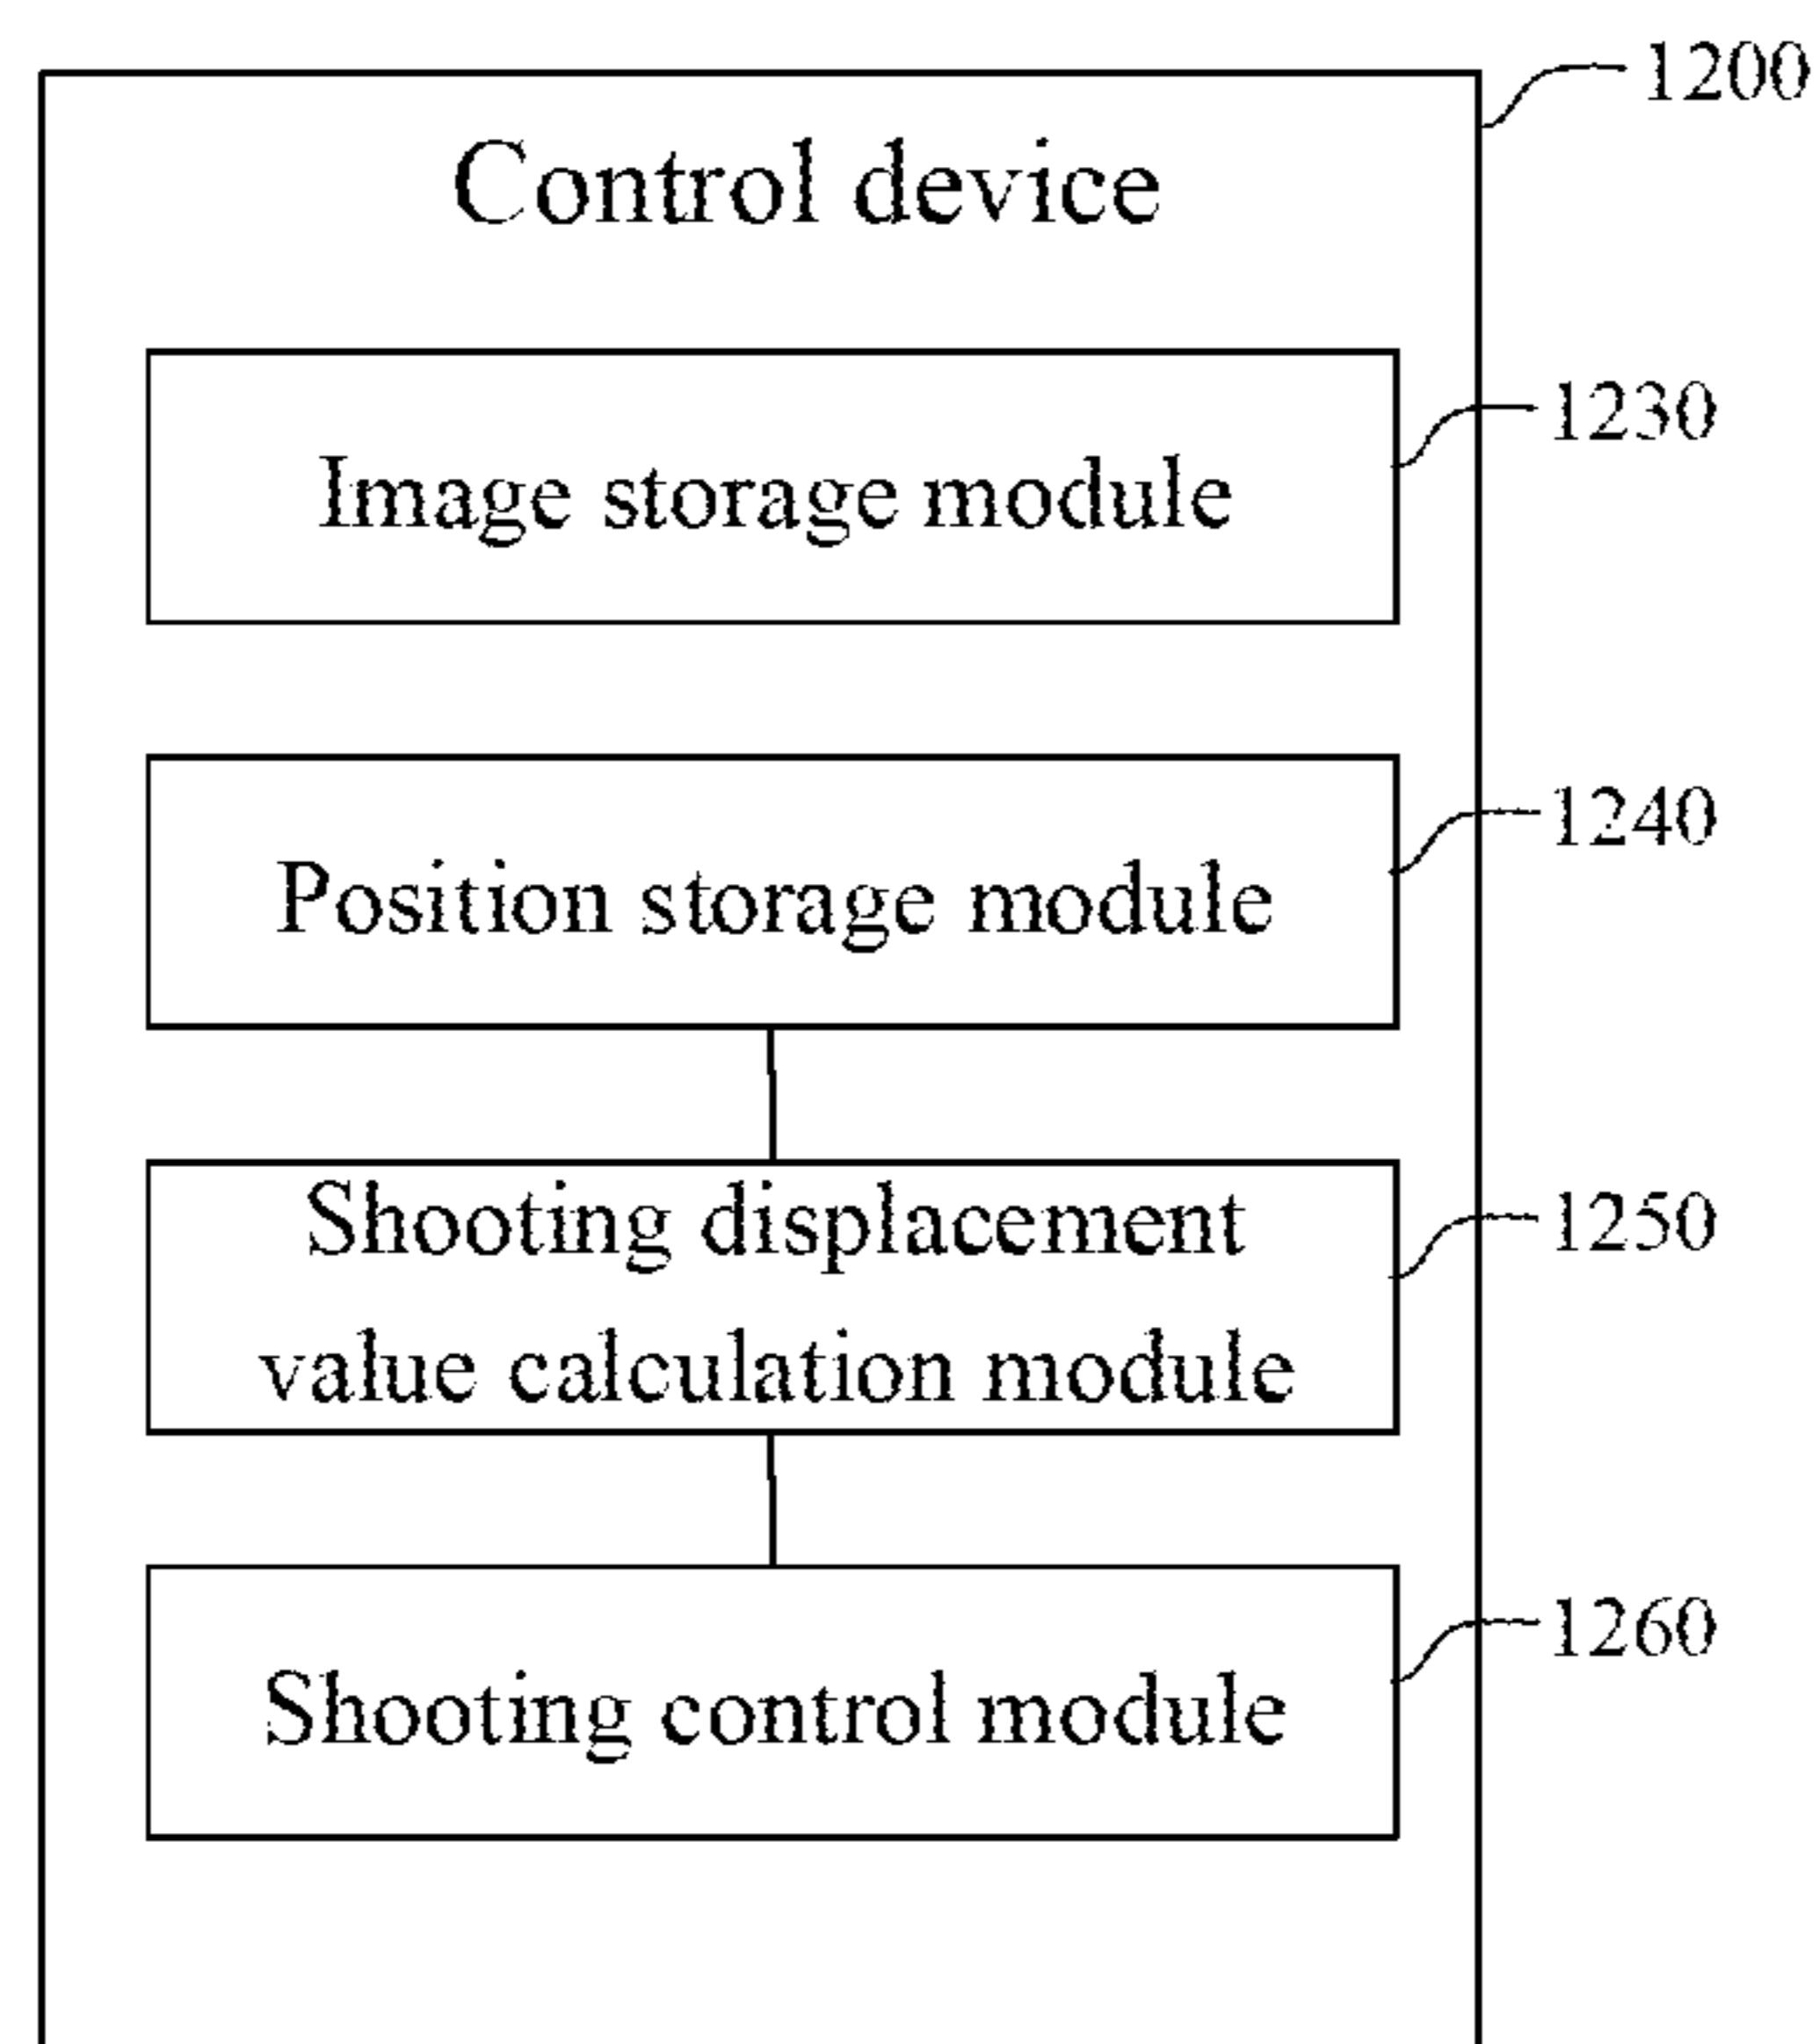 1200
Control device
1230
Image storage module
1240
Position storage module
1250
Shooting displacement
value calculation module
1260
Shooting control module